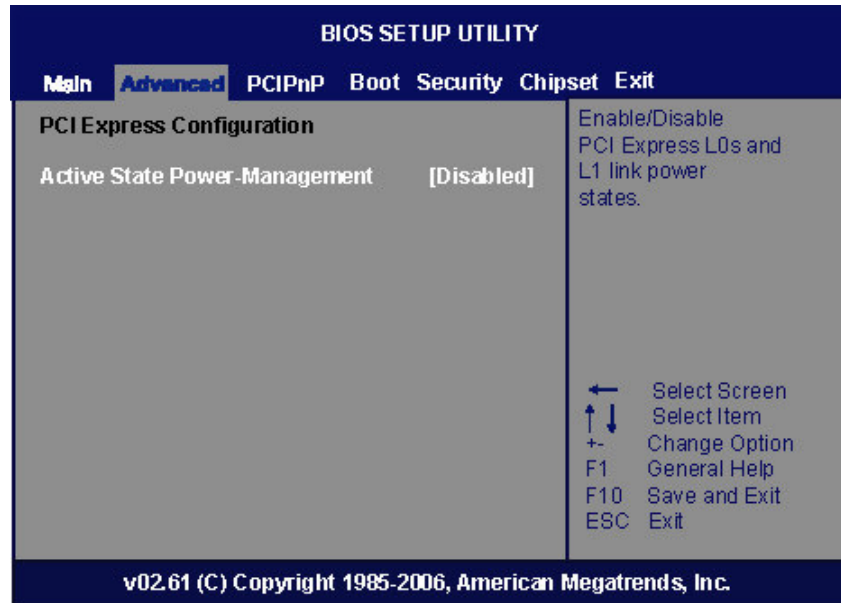 BIOS SETUP UTILITY
Main Advanced PCIPnP Boot Security Chipset Exit
PCI Express Configuration
Active State Power-Management [Disabled]
Enable/Disable
PCI Express L0s and
L1 link power
states.
← Select Screen
↑↓ Select Item
+- Change Option
F1 General Help
F10 Save and Exit
ESC Exit
v02.61 (C) Copyright 1985-2006, American Megatrends, Inc.